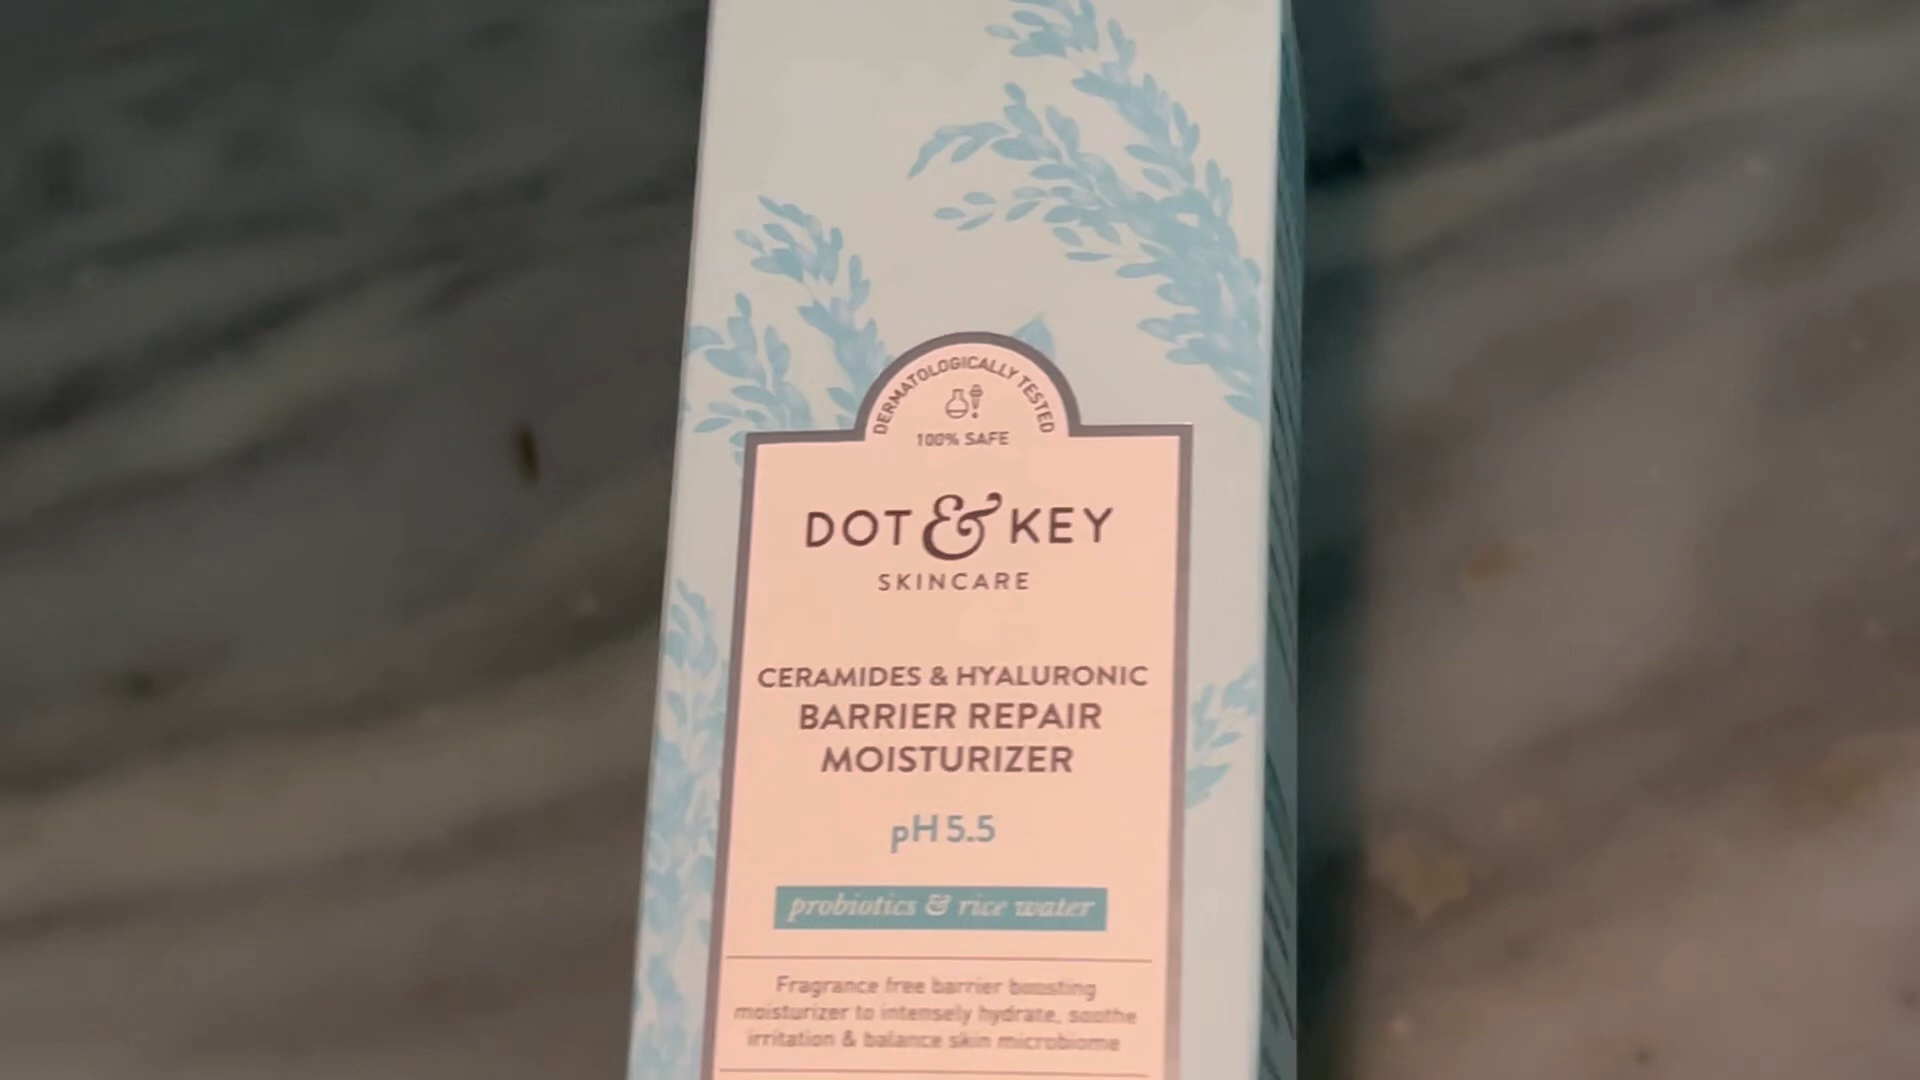 DERMATOLOGICALLY TESTED
100% SAFE
DOT & KEY
SKINCARE
CERAMIDES & HYALURONIC
BARRIER REPAIR
MOISTURIZER
pH 5.5
probiotics & rice water
Fragrance free barrier boosting
moisturizer to intensely hydrate, soothe
irritation & balance skin microbiome